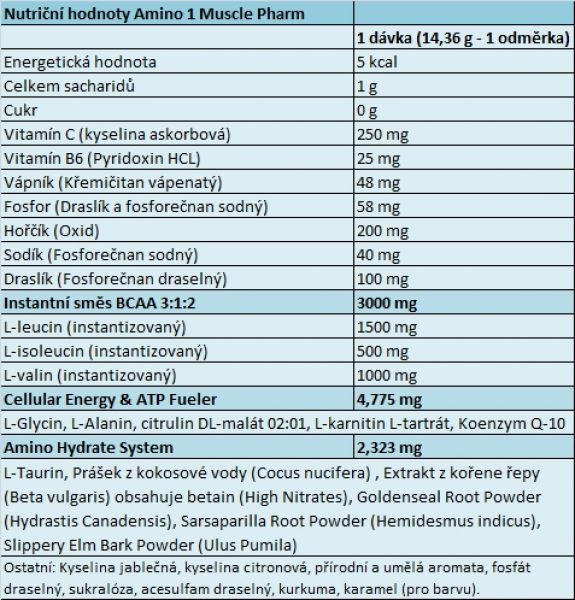 Nutriční hodnoty Amino 1 Muscle Pharm
1 dávka (14,36 g - 1 odměrka)
Energetická hodnota 5 kcal
Celkem sacharidů 1 g
Cukr 0 g
Vitamín C (kyselina askorbová) 250 mg
Vitamín B6 (Pyridoxin HCL) 25 mg
Vápník (Křemičitan vápenatý) 48 mg
Fosfor (Draslík a fosforečnan sodný) 58 mg
Hořčík (Oxid) 200 mg
Sodík (Fosforečnan sodný) 40 mg
Draslík (Fosforečnan draselný) 100 mg
Instantní směs BCAA 3:1:2 3000 mg
L-leucin (instantizovaný) 1500 mg
L-isoleucin (instantizovaný) 500 mg
L-valin (instantizovaný) 1000 mg
Cellular Energy & ATP Fueler 4,775 mg
L-Glycin, L-Alanin, citrulin DL-malát 02:01, L-karnitin L-tartrát, Koenzym Q-10
Amino Hydrate System 2,323 mg
L-Taurin, Prášek z kokosové vody (Cocus nucifera) , Extrakt z kořene řepy
(Beta vulgaris) obsahuje betain (High Nitrates), Goldenseal Root Powder
(Hydrastis Canadensis), Sarsaparilla Root Powder (Hemidesmus indicus),
Slippery Elm Bark Powder (Ulus Pumila)
Ostatní: Kyselina jablečná, kyselina citronová, přírodní a umělá aromata, fosfát
draselný, sukralóza, acesulfam draselný, kurkuma, karamel (pro barvu).